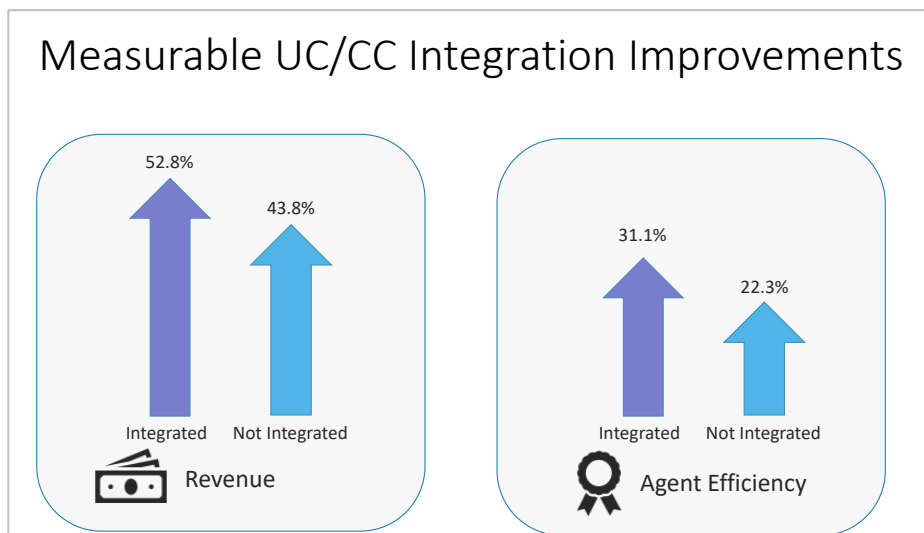 Measurable UC/CC Integration Improvements
52.8%
43.8%
Integrated
Not Integrated
Revenue
31.1%
22.3%
Integrated
Not Integrated
Agent Efficiency